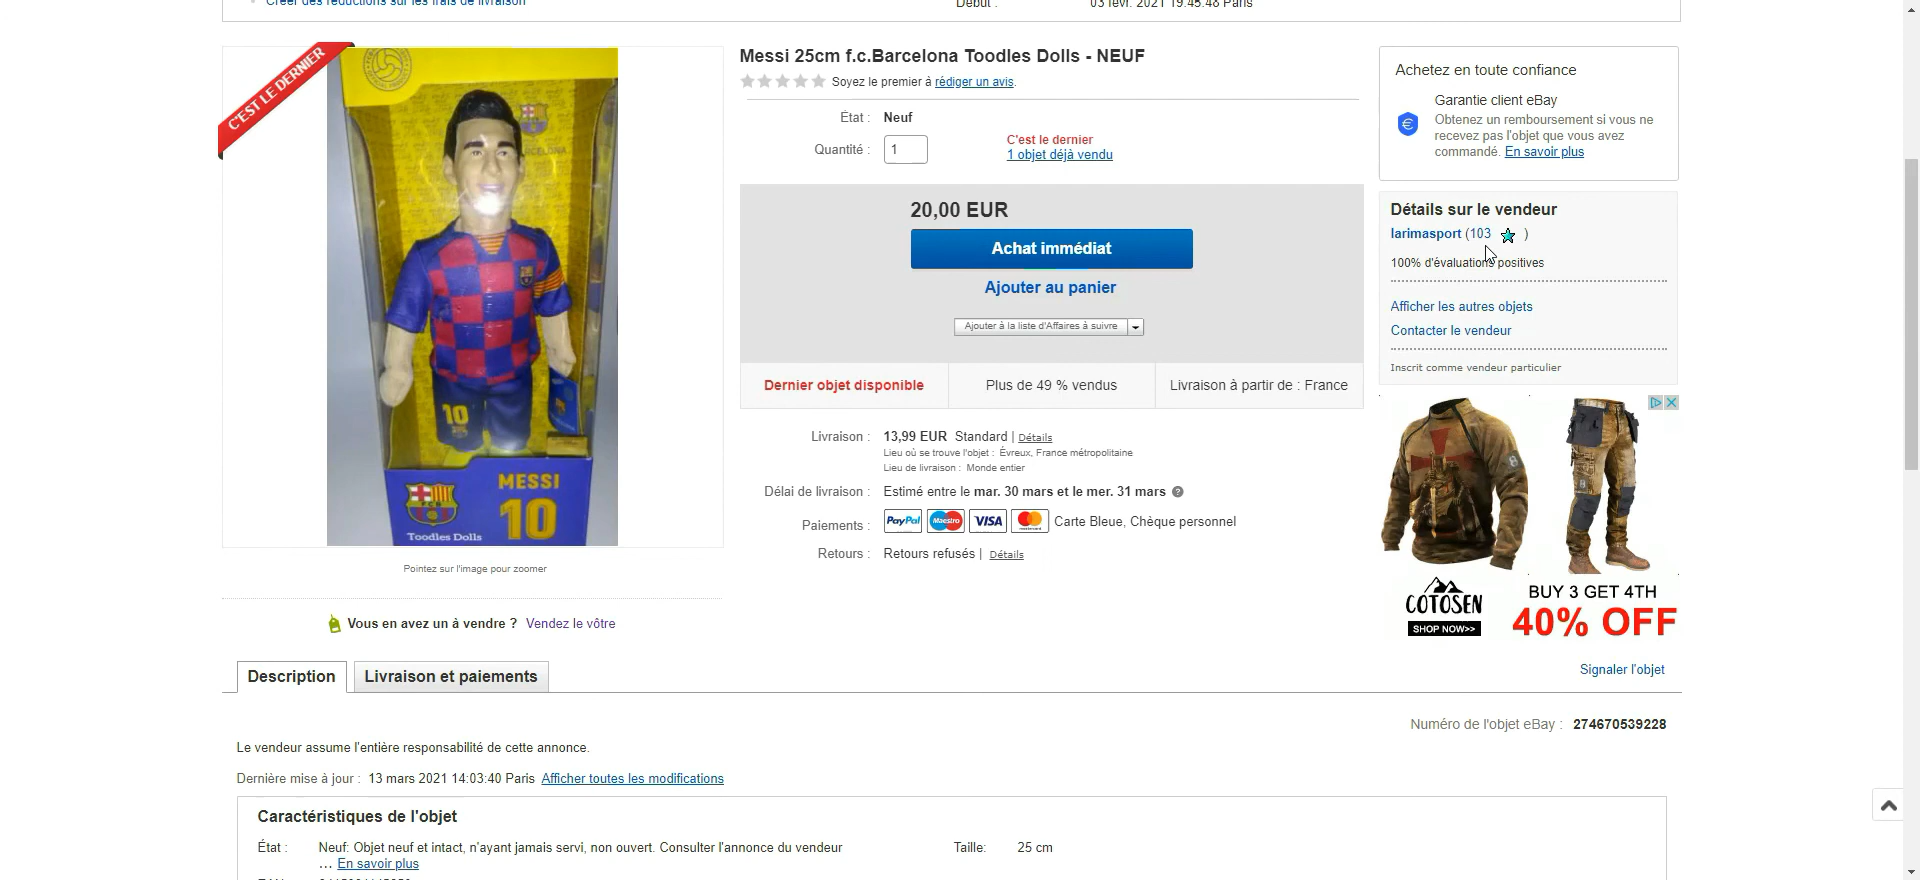 Créer des réductions sur les frais de livraison
Début : 03 févr. 2021 19:45:48 Paris
C'EST LE DERNIER
BARCELONA
10
MESSI
10
Toodles Dolls
Pointez sur l'image pour zoomer
Vous en avez un à vendre ? Vendez le vôtre
Messi 25cm f.c.Barcelona Toodles Dolls - NEUF
Soyez le premier à rédiger un avis.
État : Neuf
Quantité : 1
C'est le dernier
1 objet déjà vendu
20,00 EUR
Achat immédiat
Ajouter au panier
Ajouter à la liste d'Affaires à suivre
Dernier objet disponible
Plus de 49 % vendus
Livraison à partir de : France
Livraison : 13,99 EUR Standard | Détails
Lieu où se trouve l'objet : Évreux, France métropolitaine
Lieu de livraison : Monde entier
Délai de livraison : Estimé entre le mar. 30 mars et le mer. 31 mars ?
Paiements : PayPal Maestro VISA mastercard Carte Bleue, Chèque personnel
Retours : Retours refusés | Détails
Achetez en toute confiance
Garantie client eBay
Obtenez un remboursement si vous ne
recevez pas l'objet que vous avez
commandé. En savoir plus
Détails sur le vendeur
larimasport (103 )
100% d'évaluations positives
Afficher les autres objets
Contacter le vendeur
Inscrit comme vendeur particulier
COTOSEN
SHOP NOW>>
BUY 3 GET 4TH
40% OFF
Signaler l'objet
Description
Livraison et paiements
Numéro de l'objet eBay : 274670539228
Le vendeur assume l'entière responsabilité de cette annonce.
Dernière mise à jour : 13 mars 2021 14:03:40 Paris Afficher toutes les modifications
Caractéristiques de l'objet
État : Neuf: Objet neuf et intact, n'ayant jamais servi, non ouvert. Consulter l'annonce du vendeur
... En savoir plus
Taille: 25 cm